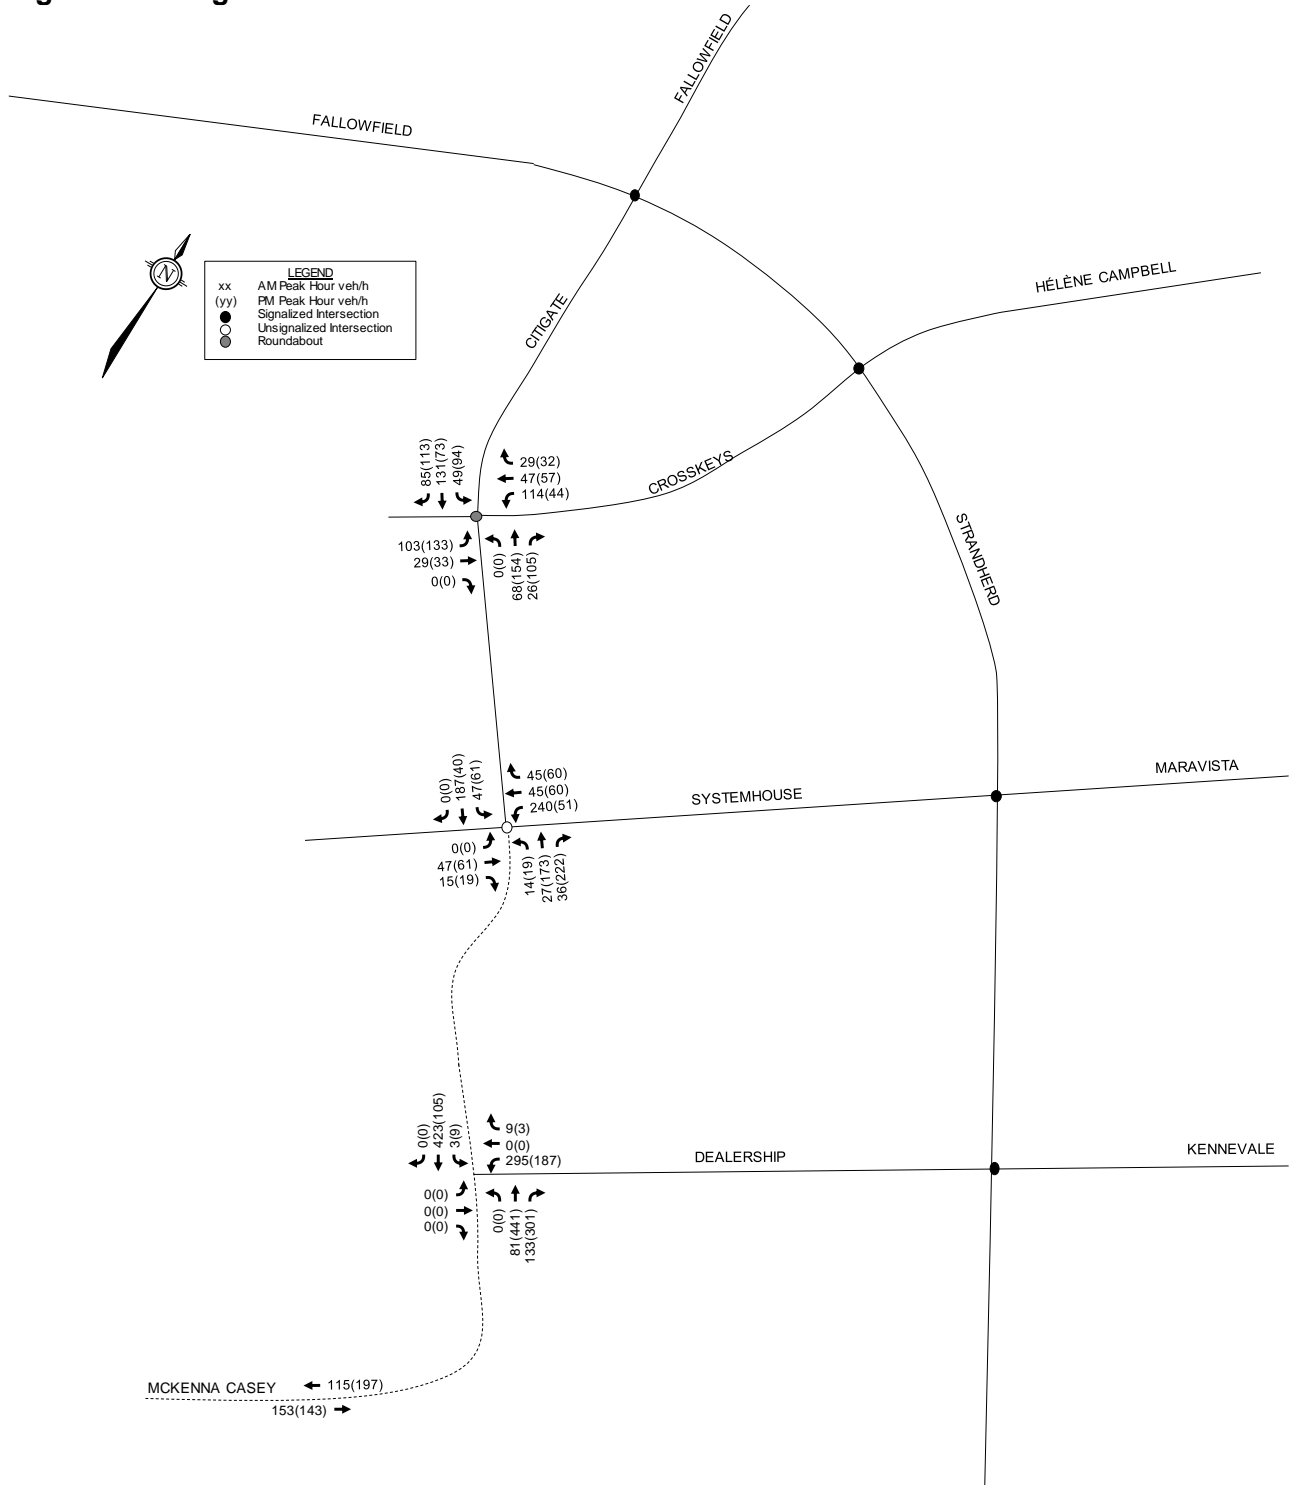 FALLOWFIELD
FALLOWFIELD
N
LEGEND
xx AM Peak Hour veh/h
(yy) PM Peak Hour veh/h
Signalized Intersection
Unsignalized Intersection
Roundabout
HÉLÈNE CAMPBELL
CITIGATE
CROSSKEYS
STRANDHERD
85(113)
131(73)
49(94)
29(32)
47(57)
114(44)
103(133)
29(33)
0(0)
0(0)
68(154)
26(105)
MARAVISTA
SYSTEMHOUSE
0(0)
187(40)
47(61)
45(60)
45(60)
240(51)
0(0)
47(61)
15(19)
14(19)
27(173)
36(222)
KENNEVALE
DEALERSHIP
0(0)
423(105)
3(9)
9(3)
0(0)
295(187)
0(0)
0(0)
0(0)
0(0)
81(441)
133(301)
MCKENNA CASEY
115(197)
153(143)